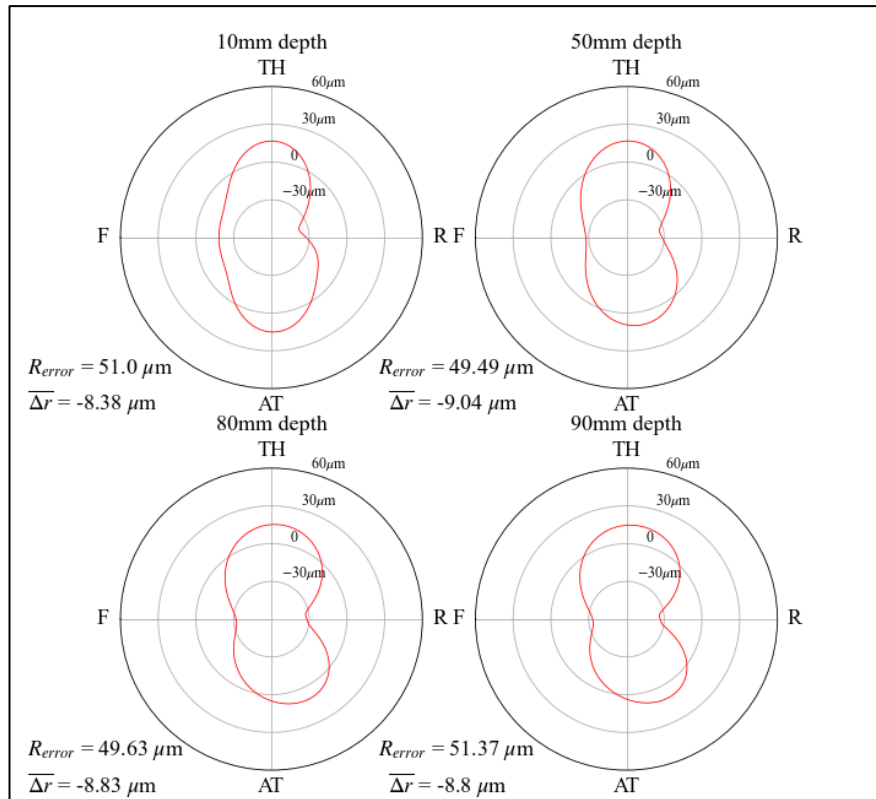 10mm depth
TH
60μm
30μm
0
−30μm
F
R
AT
R_error = 51.0 μm
Δr̅ = -8.38 μm
50mm depth
TH
60μm
30μm
0
−30μm
F
R
AT
R_error = 49.49 μm
Δr̅ = -9.04 μm
80mm depth
TH
60μm
30μm
0
−30μm
F
R
AT
R_error = 49.63 μm
Δr̅ = -8.83 μm
90mm depth
TH
60μm
30μm
0
−30μm
F
R
AT
R_error = 51.37 μm
Δr̅ = -8.8 μm